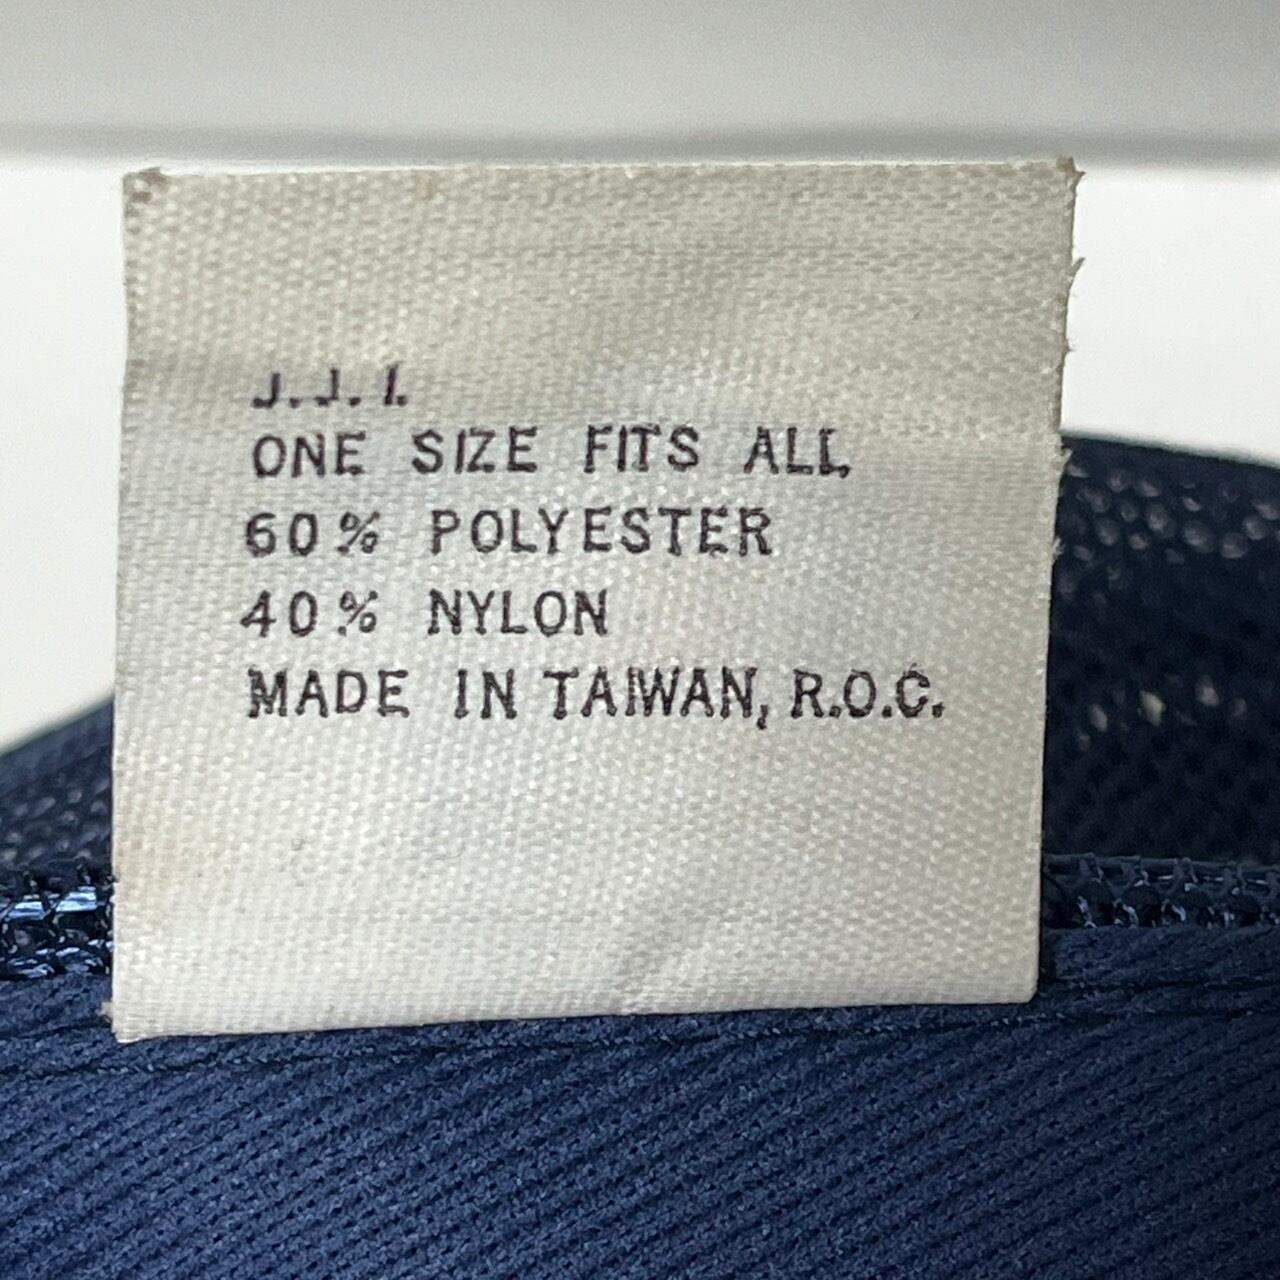 J.J.I.
ONE SIZE FITS ALL
60% POLYESTER
40% NYLON
MADE IN TAIWAN, R.O.C.